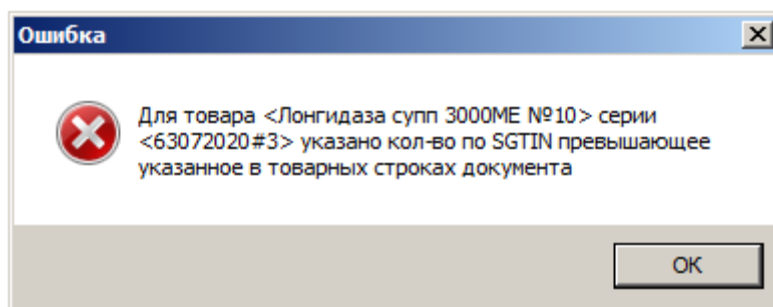 Ошибка
Для товара <Лонгидаза супп 3000МЕ №10> серии
<63072020#3> указано кол-во по SGTIN превышающее
указанное в товарных строках документа
OK